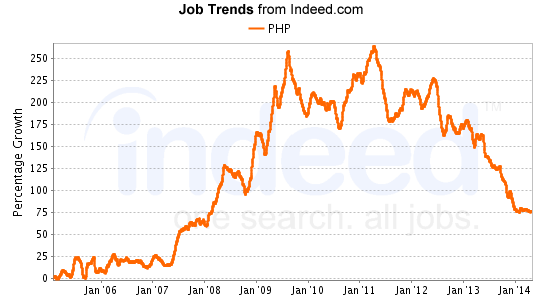 Job Trends from Indeed.com
PHP
Percentage Growth
250
225
200
175
150
125
100
75
50
25
0
indeed™
one search. all jobs.
Jan'06 Jan'07 Jan'08 Jan'09 Jan'10 Jan'11 Jan'12 Jan'13 Jan'14